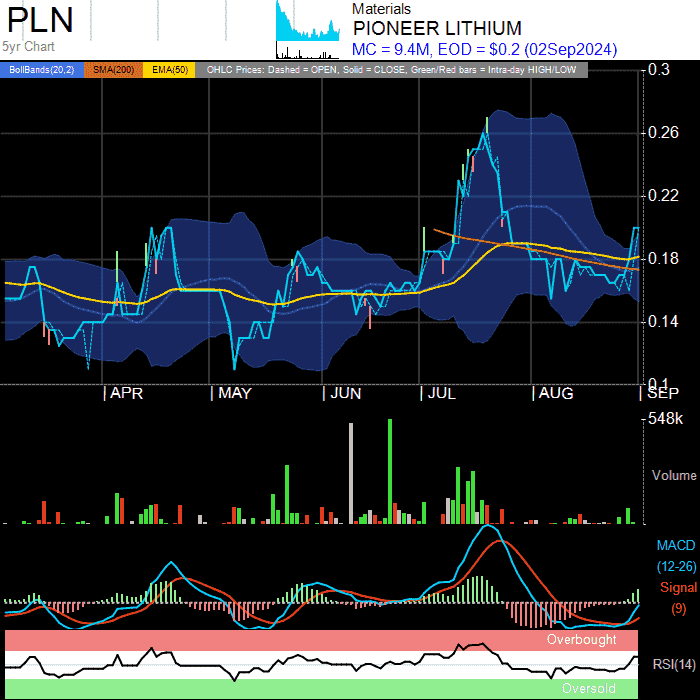 PLN
5yr Chart
Materials
PIONEER LITHIUM
MC = 9.4M, EOD = $0.2 (02Sep2024)
BollBands(20,2) SMA(200) EMA(50) OHLC Prices: Dashed = OPEN, Solid = CLOSE, Green/Red bars = Intra-day HIGH/LOW
0.3
0.26
0.22
0.18
0.14
0.1
APR MAY JUN JUL AUG SEP
548k
Volume
MACD
(12-26)
Signal
(9)
Overbought
RSI(14)
Oversold